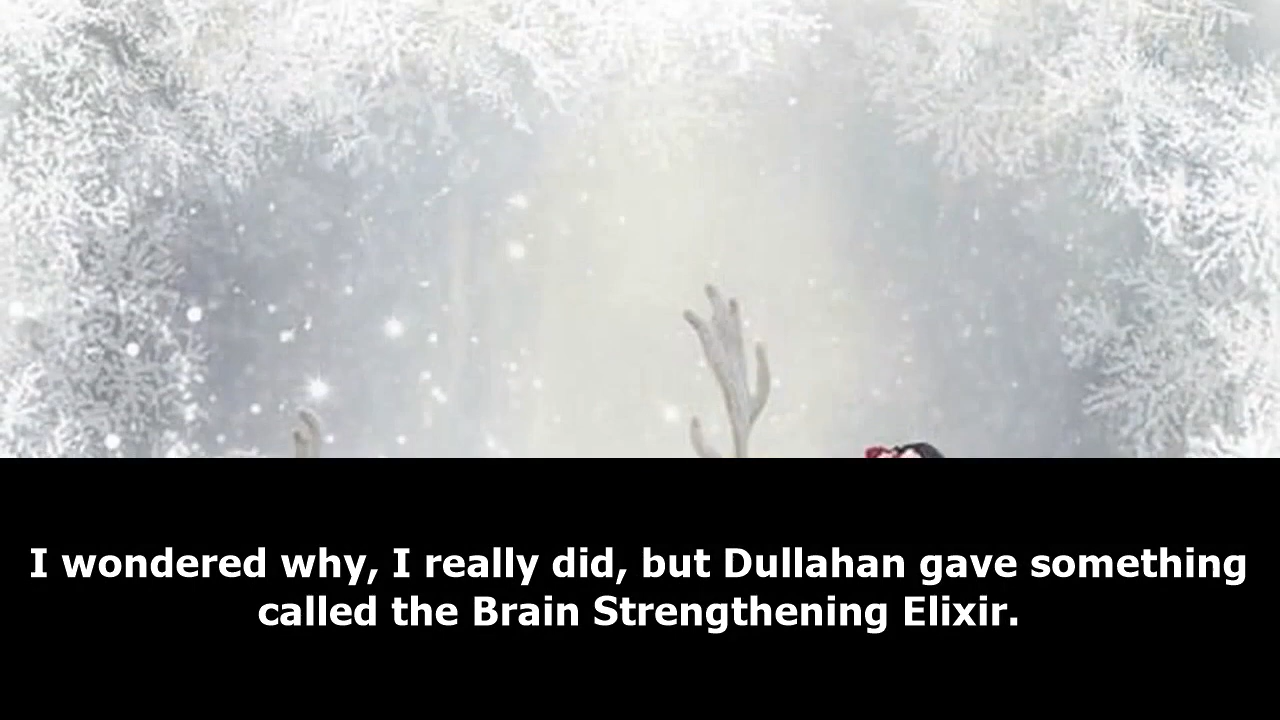 I wondered why, I really did, but Dullahan gave something
called the Brain Strengthening Elixir.